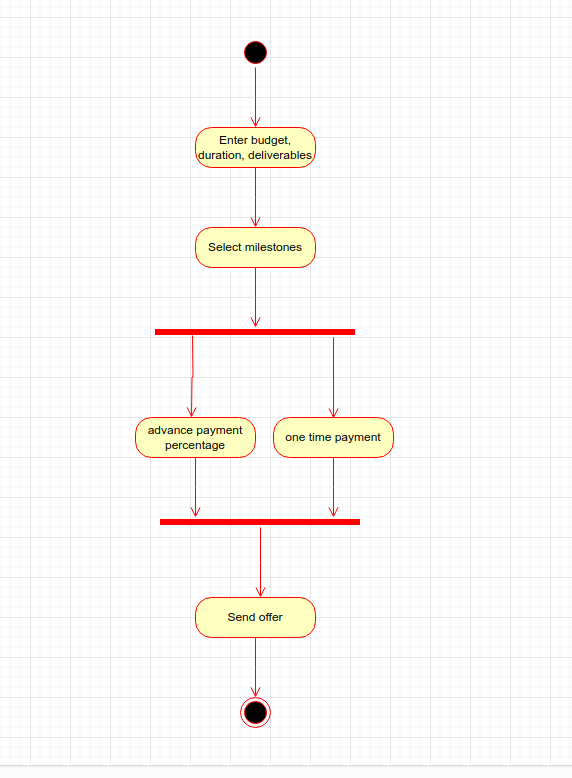 Enter budget,
duration, deliverables
Select milestones
advance payment
percentage
one time payment
Send offer